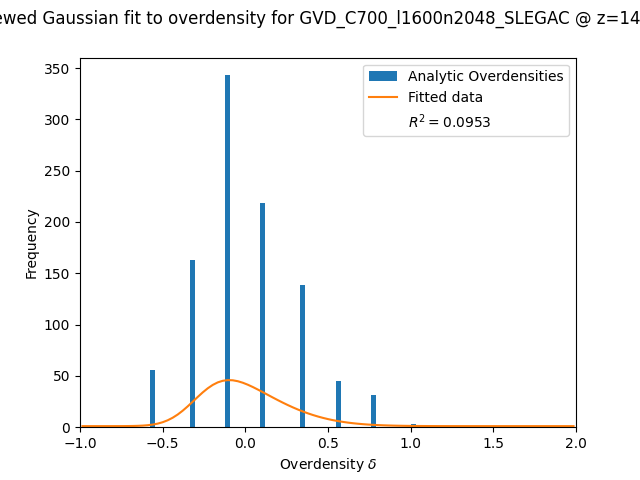 ewed Gaussian fit to overdensity for GVD_C700_l1600n2048_SLEGAC @ z=14
Analytic Overdensities
Fitted data
R² = 0.0953
Frequency
350
300
250
200
150
100
50
0
−1.0 −0.5 0.0 0.5 1.0 1.5 2.0
Overdensity δ